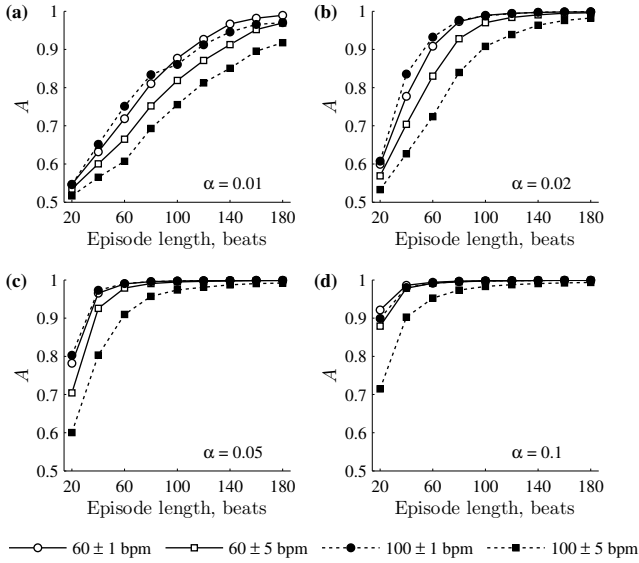 (a)
1
0.9
0.8
0.7
0.6
0.5
A
20 60 100 140 180
Episode length, beats
α = 0.01
(b)
1
0.9
0.8
0.7
0.6
0.5
A
20 60 100 140 180
Episode length, beats
α = 0.02
(c)
1
0.9
0.8
0.7
0.6
0.5
A
20 60 100 140 180
Episode length, beats
α = 0.05
(d)
1
0.9
0.8
0.7
0.6
0.5
A
20 60 100 140 180
Episode length, beats
α = 0.1
60 ± 1 bpm 60 ± 5 bpm 100 ± 1 bpm 100 ± 5 bpm